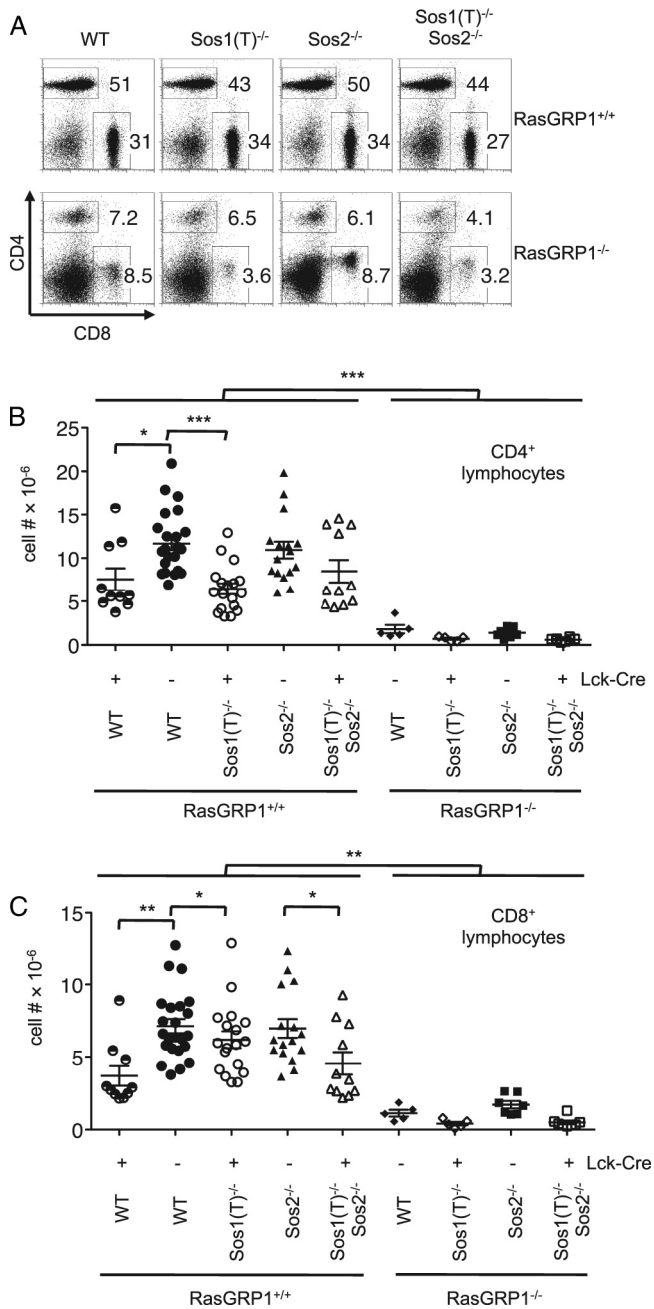 A
WT
Sos1(T)-/-
Sos2-/-
Sos1(T)-/-
Sos2-/-
51
43
50
44
31
34
34
27
RasGRP1+/+
7.2
6.5
6.1
4.1
8.5
3.6
8.7
3.2
RasGRP1-/-
CD4
CD8
***
B
* ***
CD4+
lymphocytes
cell # × 10-6
25
20
15
10
5
0
+ - + - + - + - + Lck-Cre
WT
WT
Sos1(T)-/-
Sos2-/-
Sos1(T)-/-
Sos2-/-
WT
Sos1(T)-/-
Sos2-/-
Sos1(T)-/-
Sos2-/-
RasGRP1+/+
RasGRP1-/-
**
C
** * *
CD8+
lymphocytes
cell # × 10-6
15
10
5
0
+ - + - + - + - + Lck-Cre
WT
WT
Sos1(T)-/-
Sos2-/-
Sos1(T)-/-
Sos2-/-
WT
Sos1(T)-/-
Sos2-/-
Sos1(T)-/-
Sos2-/-
RasGRP1+/+
RasGRP1-/-